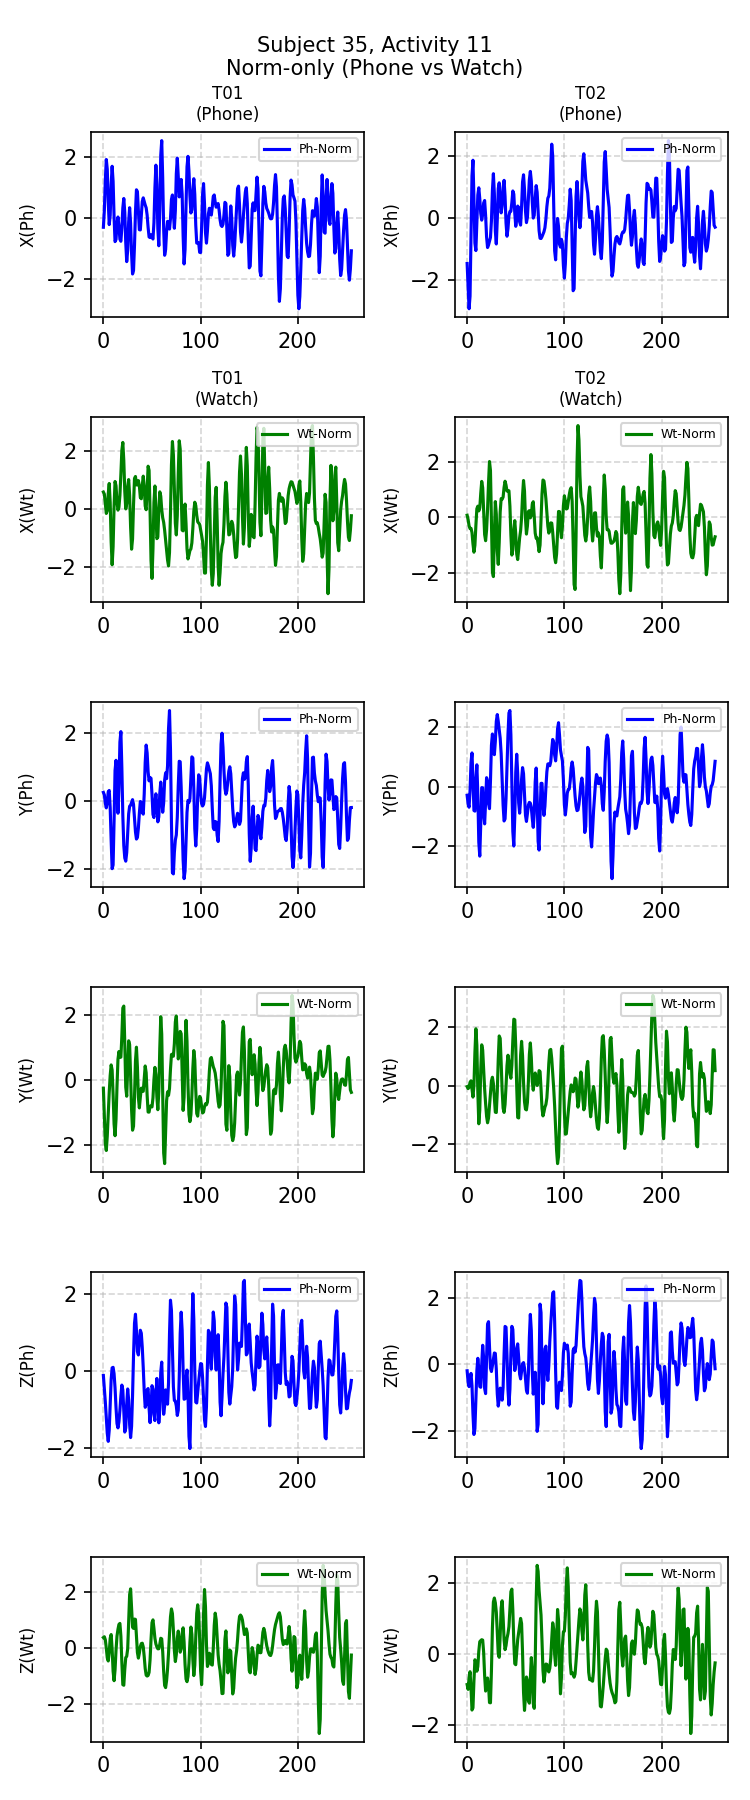 Subject 35, Activity 11
Norm-only (Phone vs Watch)
T01
(Phone)
T02
(Phone)
X(Ph)
2
0
−2
0
100
200
Ph-Norm
X(Ph)
2
0
−2
0
100
200
Ph-Norm
T01
(Watch)
T02
(Watch)
X(Wt)
2
0
−2
0
100
200
Wt-Norm
X(Wt)
2
0
−2
0
100
200
Wt-Norm
Y(Ph)
2
0
−2
0
100
200
Ph-Norm
Y(Ph)
2
0
−2
0
100
200
Ph-Norm
Y(Wt)
2
0
−2
0
100
200
Wt-Norm
Y(Wt)
2
0
−2
0
100
200
Wt-Norm
Z(Ph)
2
0
−2
0
100
200
Ph-Norm
Z(Ph)
2
0
−2
0
100
200
Ph-Norm
Z(Wt)
2
0
−2
0
100
200
Wt-Norm
Z(Wt)
2
0
−2
0
100
200
Wt-Norm